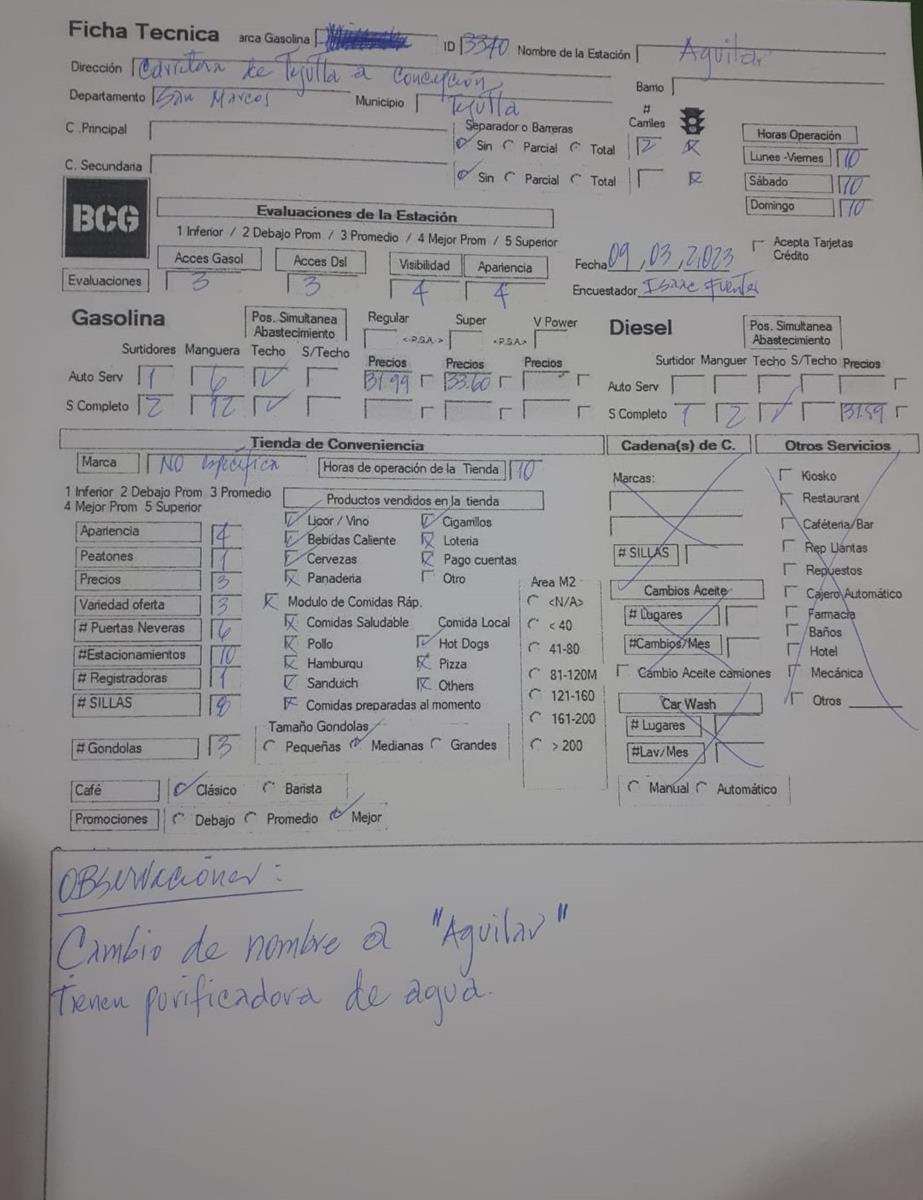 Ficha Tecnica arca Gasolina ID 3370 Nombre de la Estación Aguilar
Dirección Carretera de Tejutla a Concepción Barrio
Departamento San Marcos Municipio Tejutla
# Carriles
C .Principal Separador o Barreras
Sin Parcial Total 2
Horas Operación
C. Secundaria Sin Parcial Total
Lunes -Viernes 10
Sábado 10
Domingo 10
BCG
Evaluaciones de la Estación
1 Inferior / 2 Debajo Prom / 3 Promedio / 4 Mejor Prom / 5 Superior
Acepta Tarjetas Crédito
Acces Gasol Acces Dsl Visibilidad Apariencia
Fecha 09,03,2,023
Evaluaciones 3 3 4 4
Encuestador Isaac Fuentes
Gasolina Pos. Simultanea Abastecimiento Regular Super V Power
<-P.S.A.-> <-P.S.A>
Diesel Pos. Simultanea Abastecimiento
Surtidores Manguera Techo S/Techo Precios Precios Precios
Surtidor Manguer Techo S/Techo Precios
Auto Serv 1 6 31.99 33.60
Auto Serv
S Completo 2 12
S Completo 1 2 31.59
Tienda de Conveniencia
Marca NO especifica Horas de operación de la Tienda 10
1 Inferior 2 Debajo Prom 3 Promedio
4 Mejor Prom 5 Superior
Productos vendidos en la tienda
Apariencia 4
Peatones 1
Precios 3
Variedad oferta 3
# Puertas Neveras 6
#Estacionamientos 10
# Registradoras 1
# SILLAS 8
# Gondolas 3
Licor / Vino Cigarrillos
Bebidas Caliente Loteria
Cervezas Pago cuentas
Panaderia Otro
Modulo de Comidas Ráp.
Comidas Saludable Comida Local
Pollo Hot Dogs
Hamburqu Pizza
Sanduich Others
Comidas preparadas al momento
Tamaño Gondolas
Pequeñas Medianas Grandes
Area M2
<N/A>
< 40
41-80
81-120M
121-160
161-200
> 200
Café Clásico Barista
Promociones Debajo Promedio Mejor
Cadena(s) de C.
Marcas:
# SILLAS
Cambios Aceite
# Lugares
#Cambios/Mes
Cambio Aceite camiones
Car Wash
# Lugares
#Lav/Mes
Manual Automático
Otros Servicios
Kiosko
Restaurant
Caféteria/Bar
Rep Llantas
Repuestos
Cajero Automático
Farmacia
Baños
Hotel
Mecánica
Otros
OBservaciones:
Cambio de nombre a "Aguilar"
Tienen purificadora de agua.